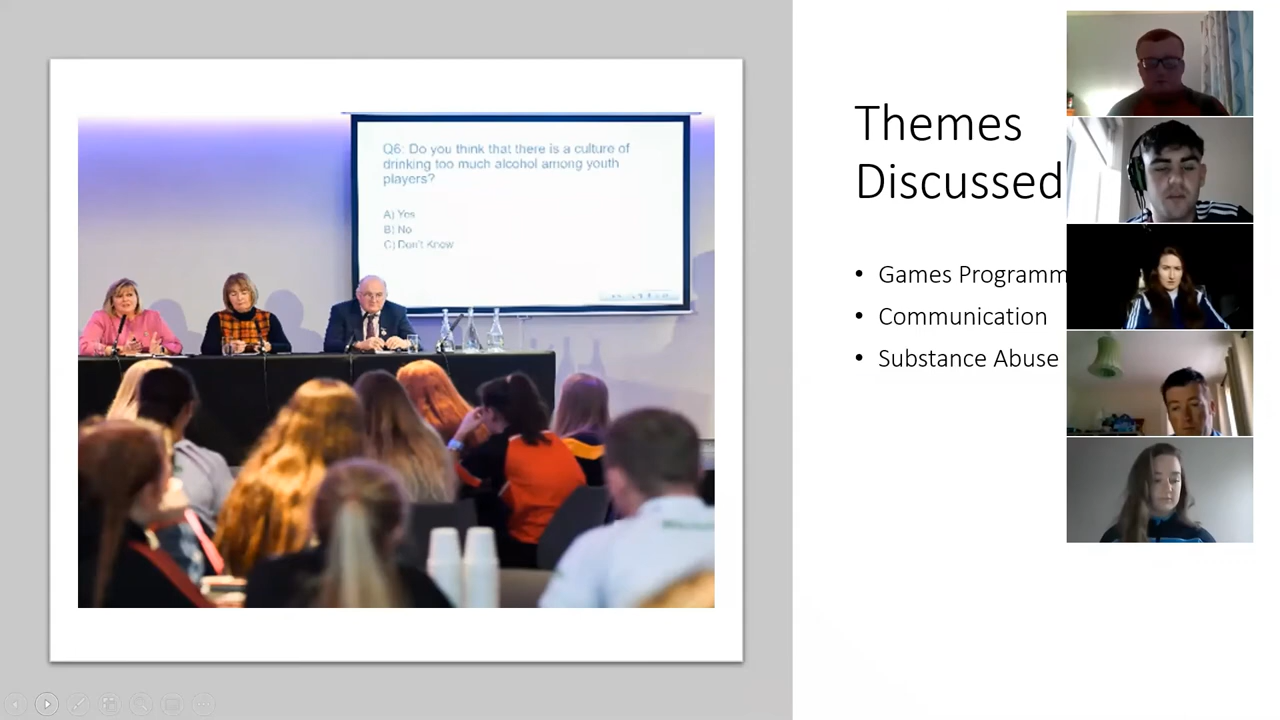 Q6: Do you think that there is a culture of
drinking too much alcohol among youth
players?
A) Yes
B) No
C) Don't Know
Themes
Discussed
• Games Programm
• Communication
• Substance Abuse